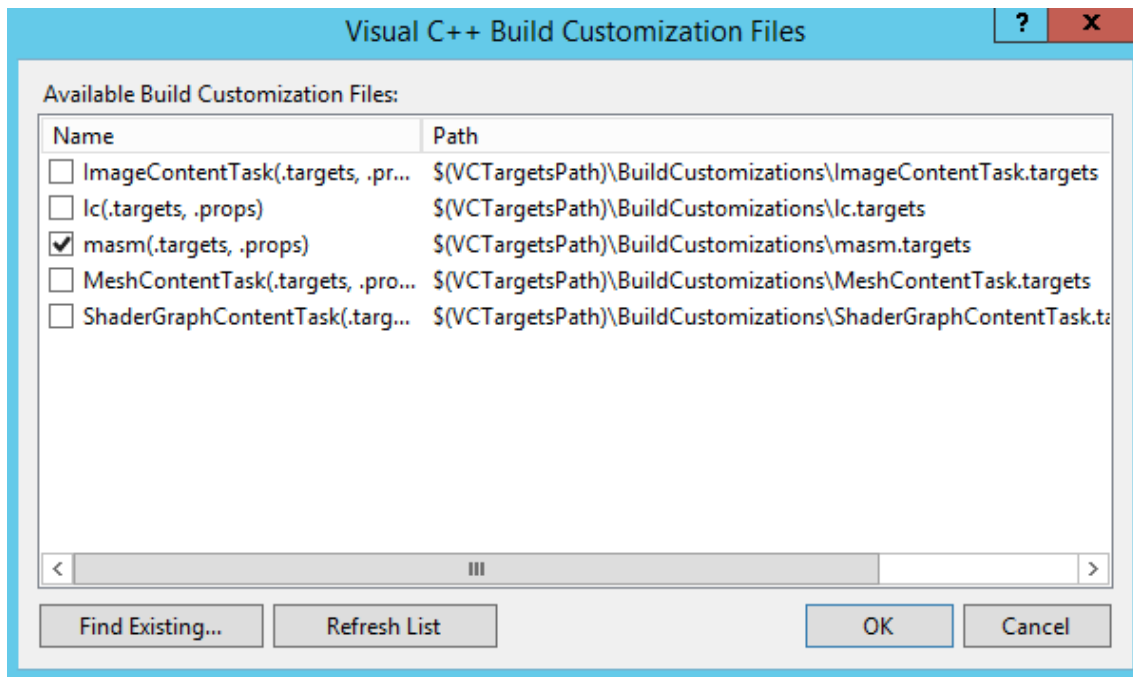 Visual C++ Build Customization Files ? x
Available Build Customization Files:
Name Path
ImageContentTask(.targets, .pr... $(VCTargetsPath)\BuildCustomizations\ImageContentTask.targets
lc(.targets, .props) $(VCTargetsPath)\BuildCustomizations\lc.targets
masm(.targets, .props) $(VCTargetsPath)\BuildCustomizations\masm.targets
MeshContentTask(.targets, .pro... $(VCTargetsPath)\BuildCustomizations\MeshContentTask.targets
ShaderGraphContentTask(.targ... $(VCTargetsPath)\BuildCustomizations\ShaderGraphContentTask.ta
Find Existing... Refresh List OK Cancel